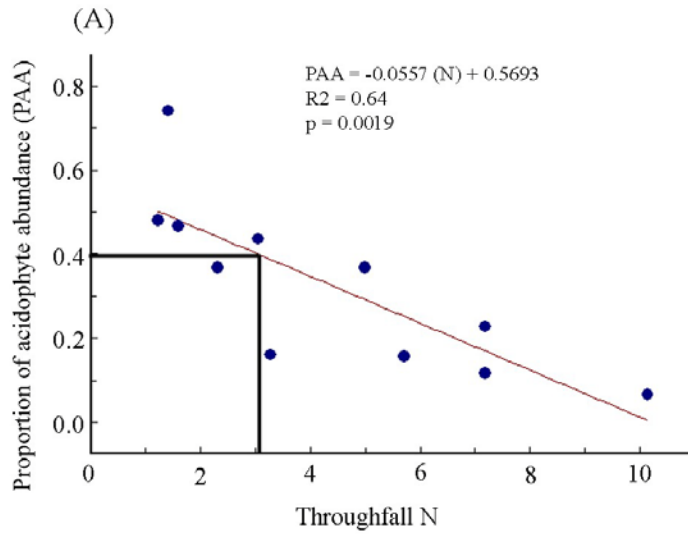 (A)
PAA = -0.0557 (N) + 0.5693
R2 = 0.64
p = 0.0019
Proportion of acidophyte abundance (PAA)
0.8
0.6
0.4
0.2
0.0
0 2 4 6 8 10
Throughfall N